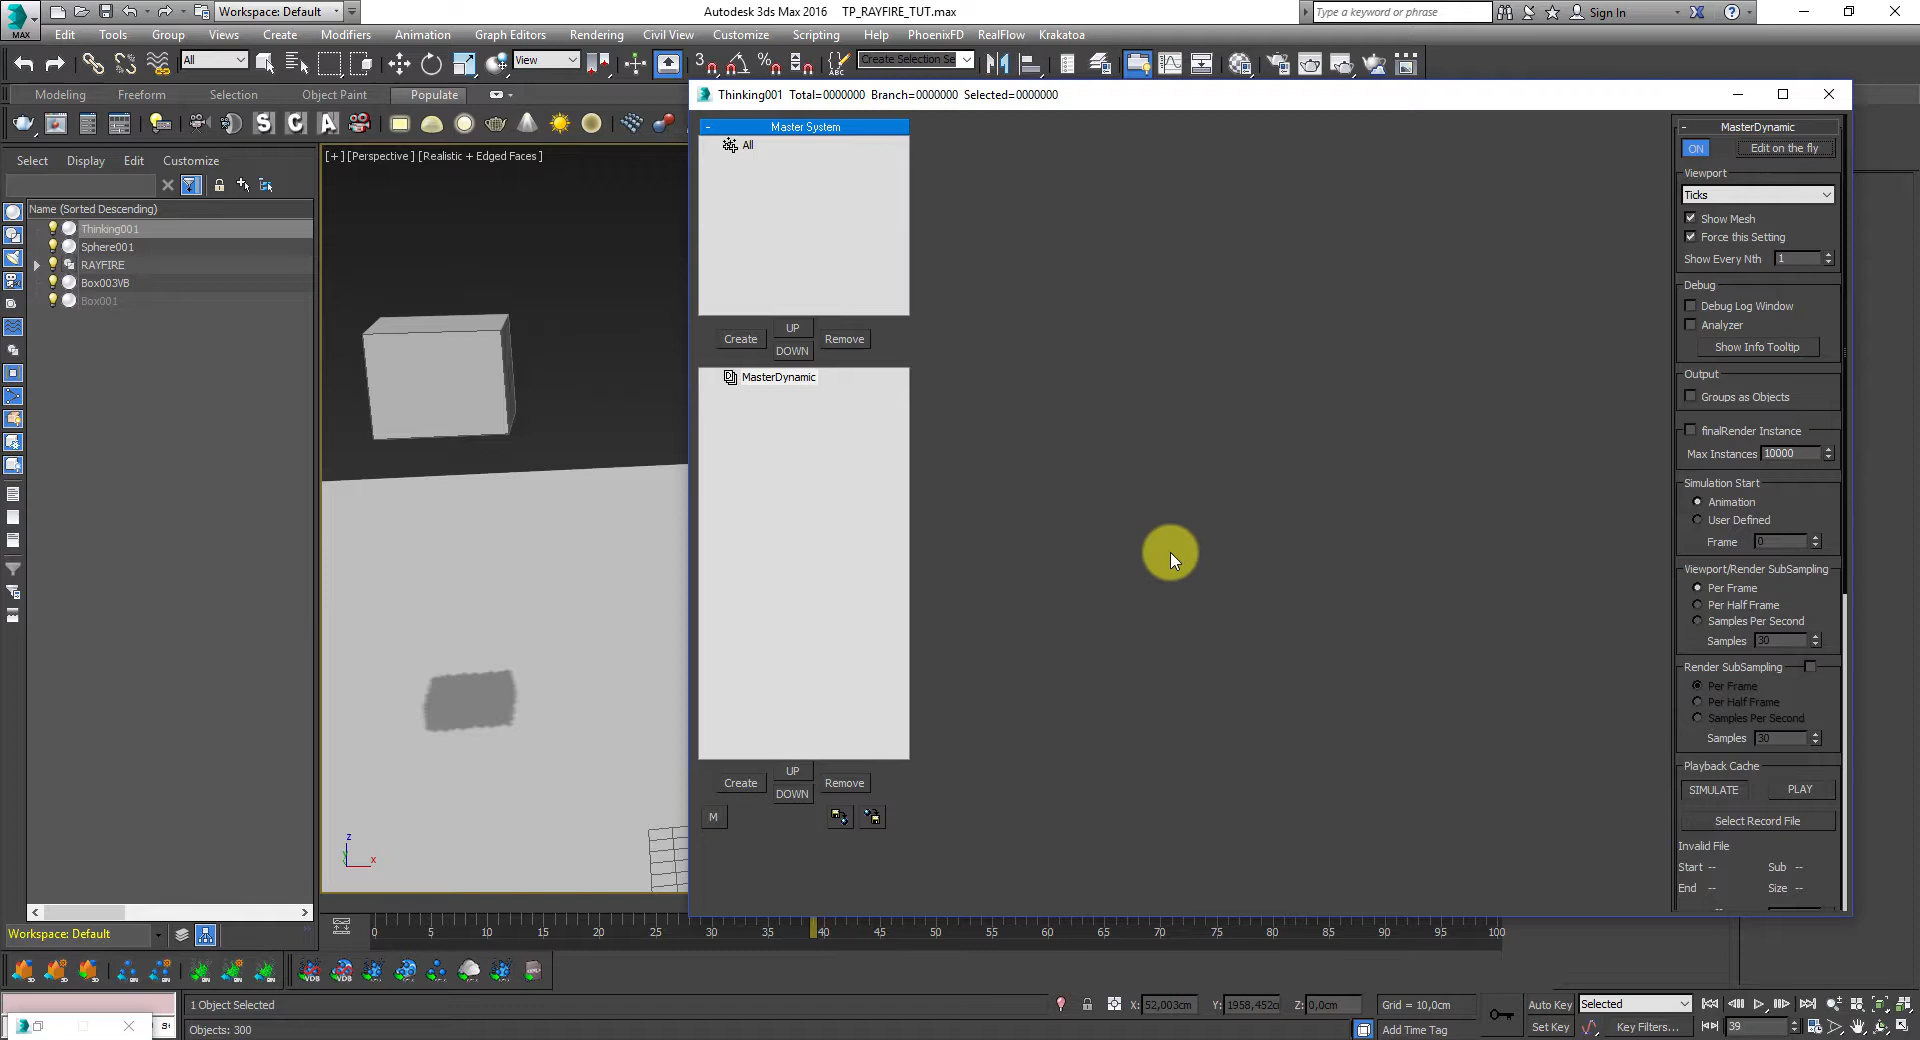 Workspace: Default
Autodesk 3ds Max 2016 TP_RAYFIRE_TUT.max
Type a keyword or phrase
Sign In
MAX
Edit Tools Group Views Create Modifiers Animation Graph Editors Rendering Civil View Customize Scripting Help PhoenixFD RealFlow Krakatoa
All
View
3
ABC
Create Selection Se
Modeling Freeform Selection Object Paint Populate
Thinking001 Total=0000000 Branch=0000000 Selected=0000000
S C A
Select Display Edit Customize
[+] [Perspective ] [Realistic + Edged Faces ]
Name (Sorted Descending)
Thinking001
Sphere001
RAYFIRE
Box003VB
Box001
Master System
All
Create UP Remove
DOWN
MasterDynamic
Create UP Remove
DOWN
M
MasterDynamic
ON Edit on the fly
Viewport
Ticks
Show Mesh
Force this Setting
Show Every Nth 1
Debug
Debug Log Window
Analyzer
Show Info Tooltip
Output
Groups as Objects
finalRender Instance
Max Instances 10000
Simulation Start
Animation
User Defined
Frame 0
Viewport/Render SubSampling
Per Frame
Per Half Frame
Samples Per Second
Samples 30
Render SubSampling
Per Frame
Per Half Frame
Samples Per Second
Samples 30
Playback Cache
SIMULATE PLAY
Select Record File
Invalid File
Start -- Sub --
End -- Size --
z
x
Workspace: Default
0 5 10 15 20 25 30 35 40 45 50 55 60 65 70 75 80 85 90 95 100
1 Object Selected
X: 52,003cm Y: 1958,452c Z: 0,0cm Grid = 10,0cm
Auto Key Selected
Objects: 300
Add Time Tag
Set Key Key Filters...
39